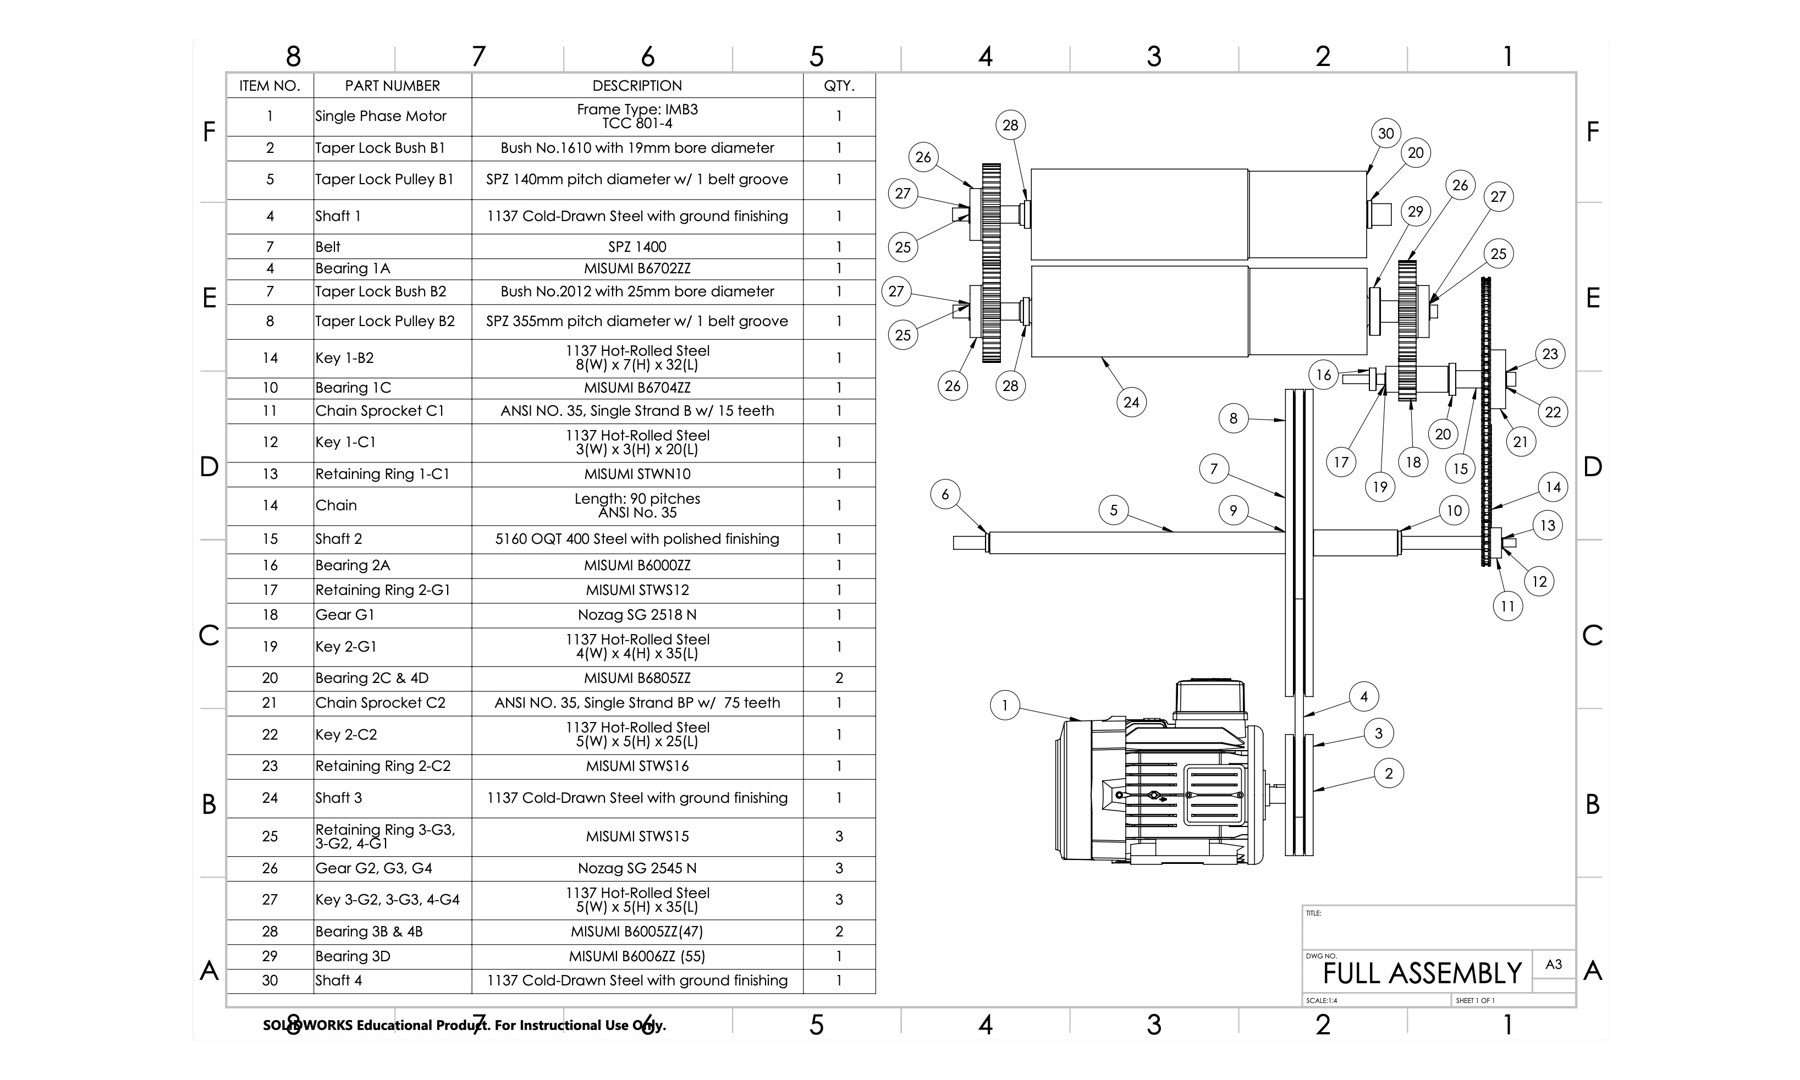 8 7 6 5 4 3 2 1
ITEM NO. PART NUMBER DESCRIPTION QTY.
1 Single Phase Motor Frame Type: IMB3 1
TCC 801-4
2 Taper Lock Bush B1 Bush No.1610 with 19mm bore diameter 1
5 Taper Lock Pulley B1 SPZ 140mm pitch diameter w/ 1 belt groove 1
4 Shaft 1 1137 Cold-Drawn Steel with ground finishing 1
7 Belt SPZ 1400 1
4 Bearing 1A MISUMI B6702ZZ 1
7 Taper Lock Bush B2 Bush No.2012 with 25mm bore diameter 1
8 Taper Lock Pulley B2 SPZ 355mm pitch diameter w/ 1 belt groove 1
14 Key 1-B2 1137 Hot-Rolled Steel 1
8(W) x 7(H) x 32(L)
10 Bearing 1C MISUMI B6704ZZ 1
11 Chain Sprocket C1 ANSI NO. 35, Single Strand B w/ 15 teeth 1
12 Key 1-C1 1137 Hot-Rolled Steel 1
3(W) x 3(H) x 20(L)
13 Retaining Ring 1-C1 MISUMI STWN10 1
14 Chain Length: 90 pitches 1
ANSI No. 35
15 Shaft 2 5160 OQT 400 Steel with polished finishing 1
16 Bearing 2A MISUMI B6000ZZ 1
17 Retaining Ring 2-G1 MISUMI STWS12 1
18 Gear G1 Nozag SG 2518 N 1
19 Key 2-G1 1137 Hot-Rolled Steel 1
4(W) x 4(H) x 35(L)
20 Bearing 2C & 4D MISUMI B6805ZZ 2
21 Chain Sprocket C2 ANSI NO. 35, Single Strand BP w/ 75 teeth 1
22 Key 2-C2 1137 Hot-Rolled Steel 1
5(W) x 5(H) x 25(L)
23 Retaining Ring 2-C2 MISUMI STWS16 1
24 Shaft 3 1137 Cold-Drawn Steel with ground finishing 1
25 Retaining Ring 3-G3, MISUMI STWS15 3
3-G2, 4-G1
26 Gear G2, G3, G4 Nozag SG 2545 N 3
27 Key 3-G2, 3-G3, 4-G4 1137 Hot-Rolled Steel 3
5(W) x 5(H) x 35(L)
28 Bearing 3B & 4B MISUMI B6005ZZ(47) 2
29 Bearing 3D MISUMI B6006ZZ (55) 1
30 Shaft 4 1137 Cold-Drawn Steel with ground finishing 1
F
E
D
C
B
A
28
30
20
26
26
27
27
29
25
25
27
25
23
16
26
28
24
22
8
20
21
17
18
15
7
19
14
6
5
9
10
13
12
11
1
4
3
2
F
E
D
C
B
A
TITLE:
DWG NO.
FULL ASSEMBLY
A3
SCALE:1:4
SHEET 1 OF 1
8 7 6 5 4 3 2 1
SOLIDWORKS Educational Product. For Instructional Use Only.